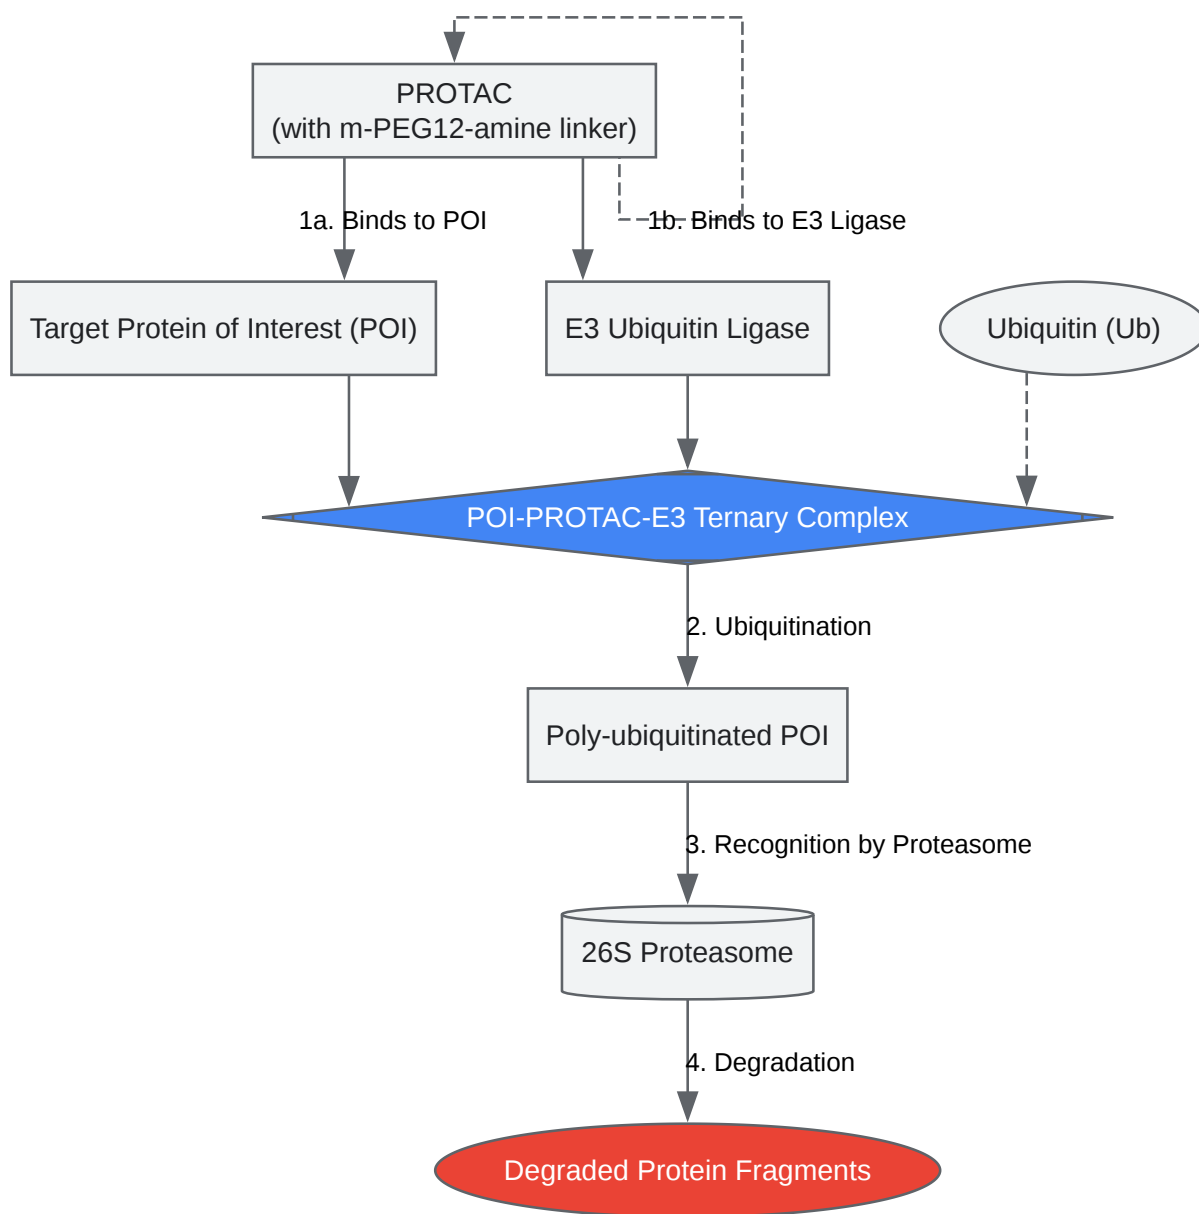 PROTAC
(with m-PEG12-amine linker)
1a. Binds to POI
1b. Binds to E3 Ligase
Target Protein of Interest (POI)
E3 Ubiquitin Ligase
Ubiquitin (Ub)
POI-PROTAC-E3 Ternary Complex
2. Ubiquitination
Poly-ubiquitinated POI
3. Recognition by Proteasome
26S Proteasome
4. Degradation
Degraded Protein Fragments